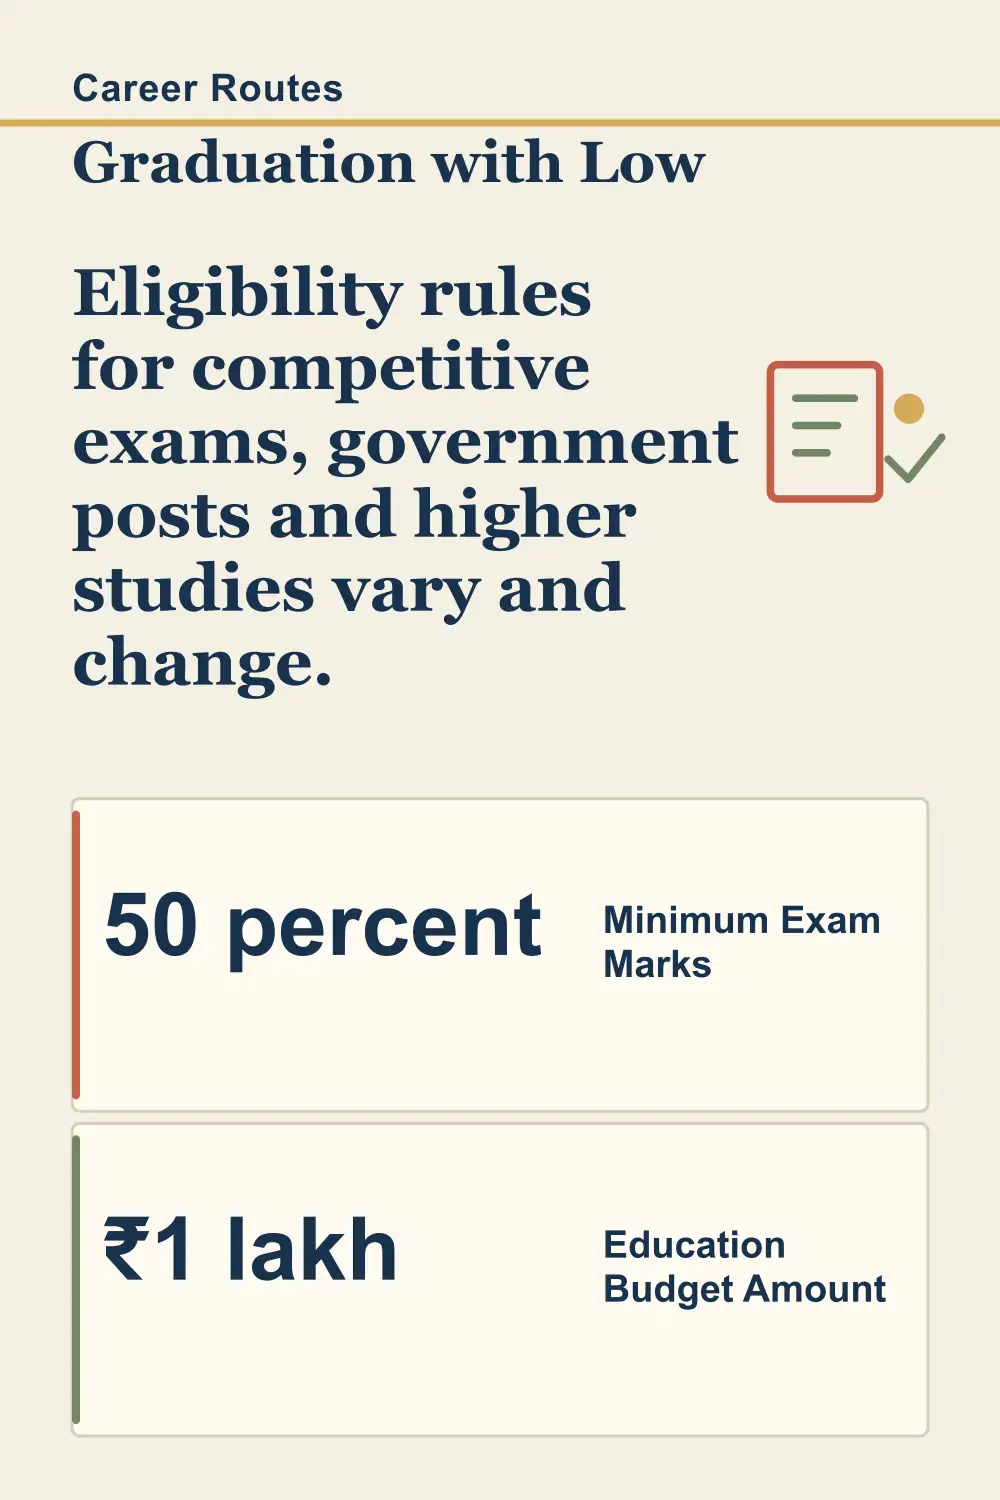 Career Routes
Graduation with Low
Eligibility rules
for competitive
exams, government
posts and higher
studies vary and
change.
50 percent
Minimum Exam
Marks
₹1 lakh
Education
Budget Amount